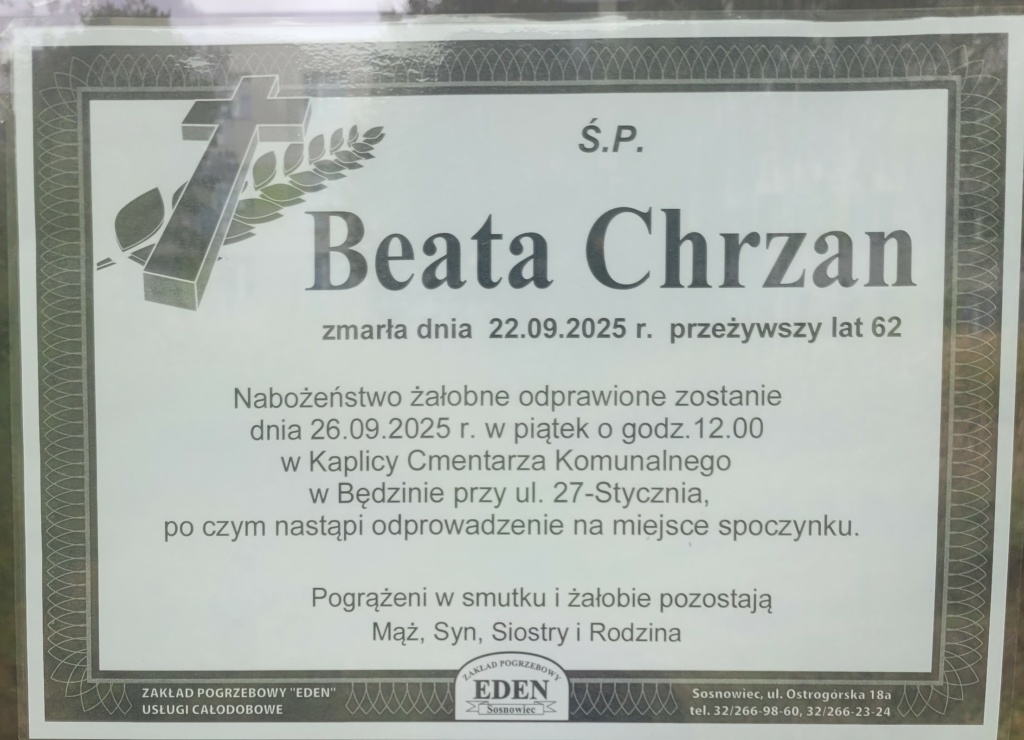 Ś.P.
Beata Chrzan
zmarła dnia 22.09.2025 r. przeżywszy lat 62
Nabożeństwo żałobne odprawione zostanie
dnia 26.09.2025 r. w piątek o godz.12.00
w Kaplicy Cmentarza Komunalnego
w Będzinie przy ul. 27-Stycznia,
po czym nastąpi odprowadzenie na miejsce spoczynku.
Pogrążeni w smutku i żałobie pozostają
Mąż, Syn, Siostry i Rodzina
ZAKŁAD POGRZEBOWY "EDEN"
USŁUGI CAŁODOBOWE
ZAKŁAD POGRZEBOWY
EDEN
Sosnowiec
Sosnowiec, ul. Ostrogórska 18a
tel. 32/266-98-60, 32/266-23-24